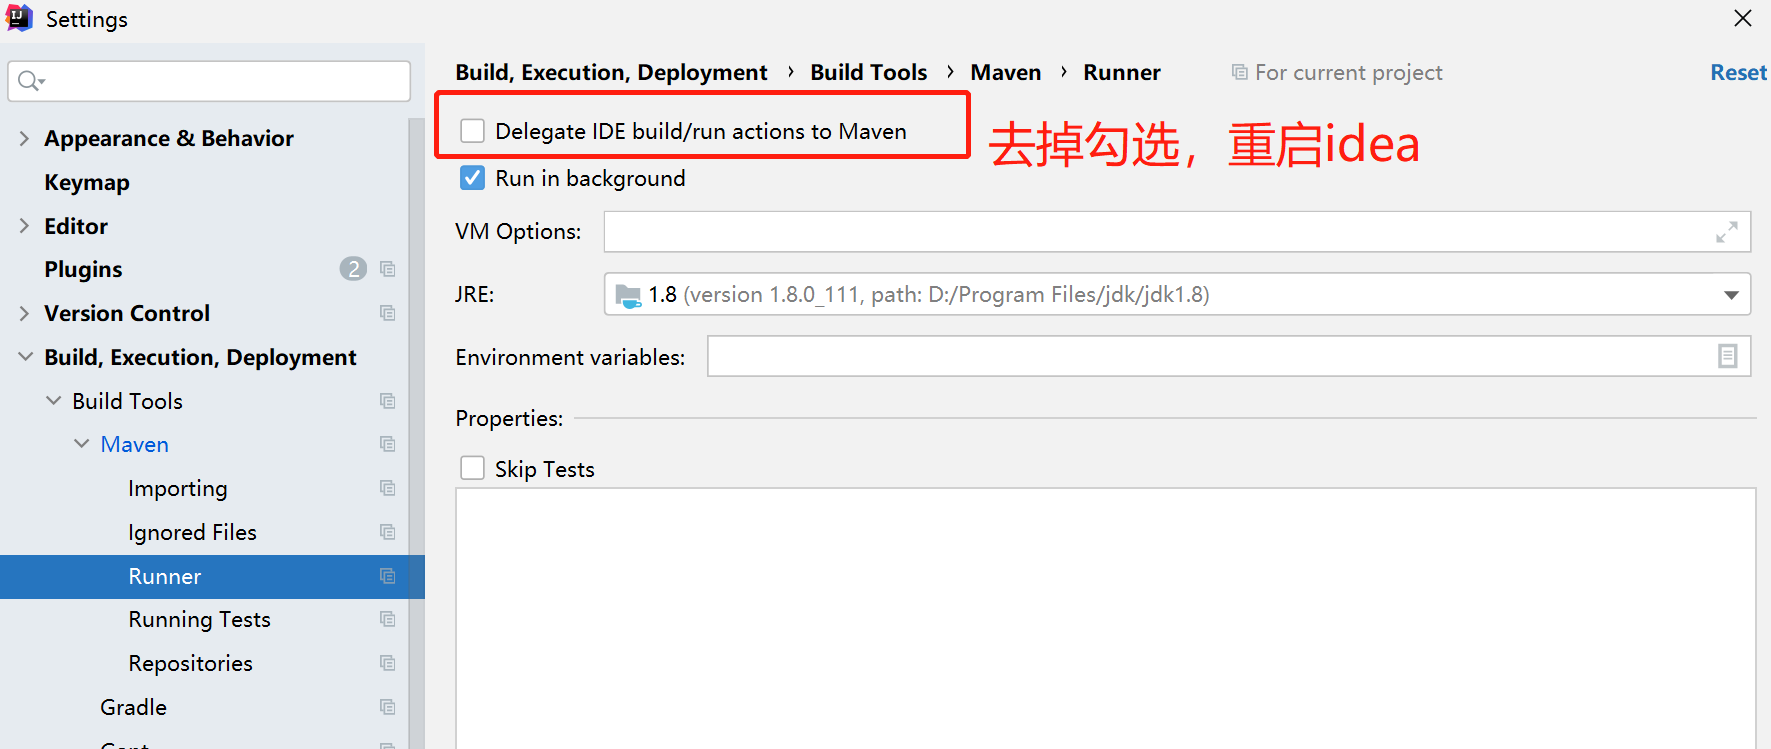 Settings
Build, Execution, Deployment › Build Tools › Maven › Runner
For current project
Reset
Delegate IDE build/run actions to Maven
去掉勾选，重启idea
Run in background
VM Options:
JRE:
1.8 (version 1.8.0_111, path: D:/Program Files/jdk/jdk1.8)
Environment variables:
Properties:
Skip Tests
Appearance & Behavior
Keymap
Editor
Plugins
2
Version Control
Build, Execution, Deployment
Build Tools
Maven
Importing
Ignored Files
Runner
Running Tests
Repositories
Gradle